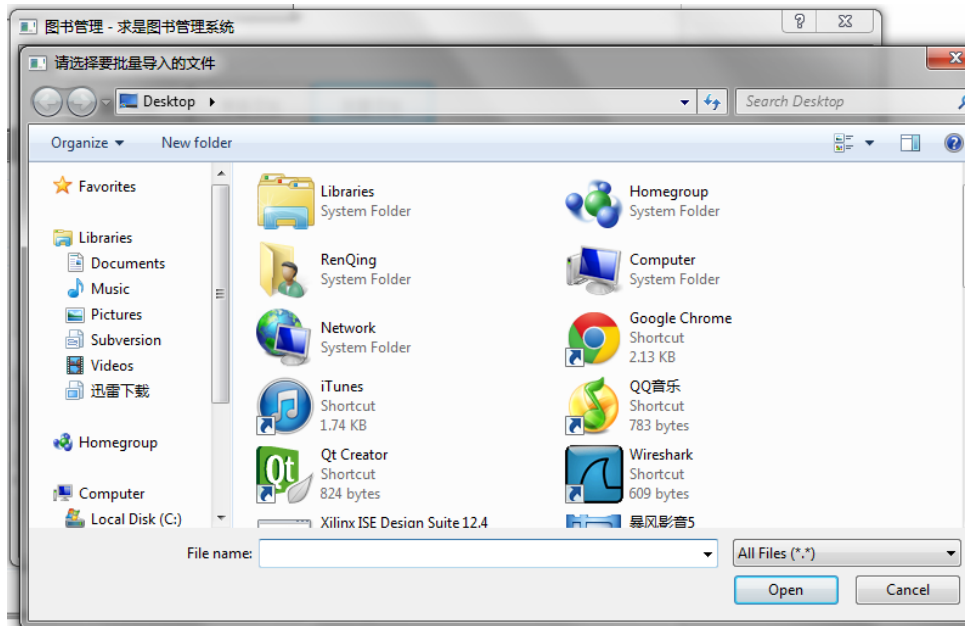 图书管理 - 求是图书管理系统
请选择要批量导入的文件
Desktop
Search Desktop
Organize
New folder
Favorites
Libraries
Documents
Music
Pictures
Subversion
Videos
迅雷下载
Homegroup
Computer
Local Disk (C:)
Libraries
System Folder
Homegroup
System Folder
RenQing
System Folder
Computer
System Folder
Network
System Folder
Google Chrome
Shortcut
2.13 KB
iTunes
Shortcut
1.74 KB
QQ音乐
Shortcut
783 bytes
Qt Creator
Shortcut
824 bytes
Wireshark
Shortcut
609 bytes
Xilinx ISE Design Suite 12.4
暴风影音5
File name:
All Files (*.*)
Open
Cancel